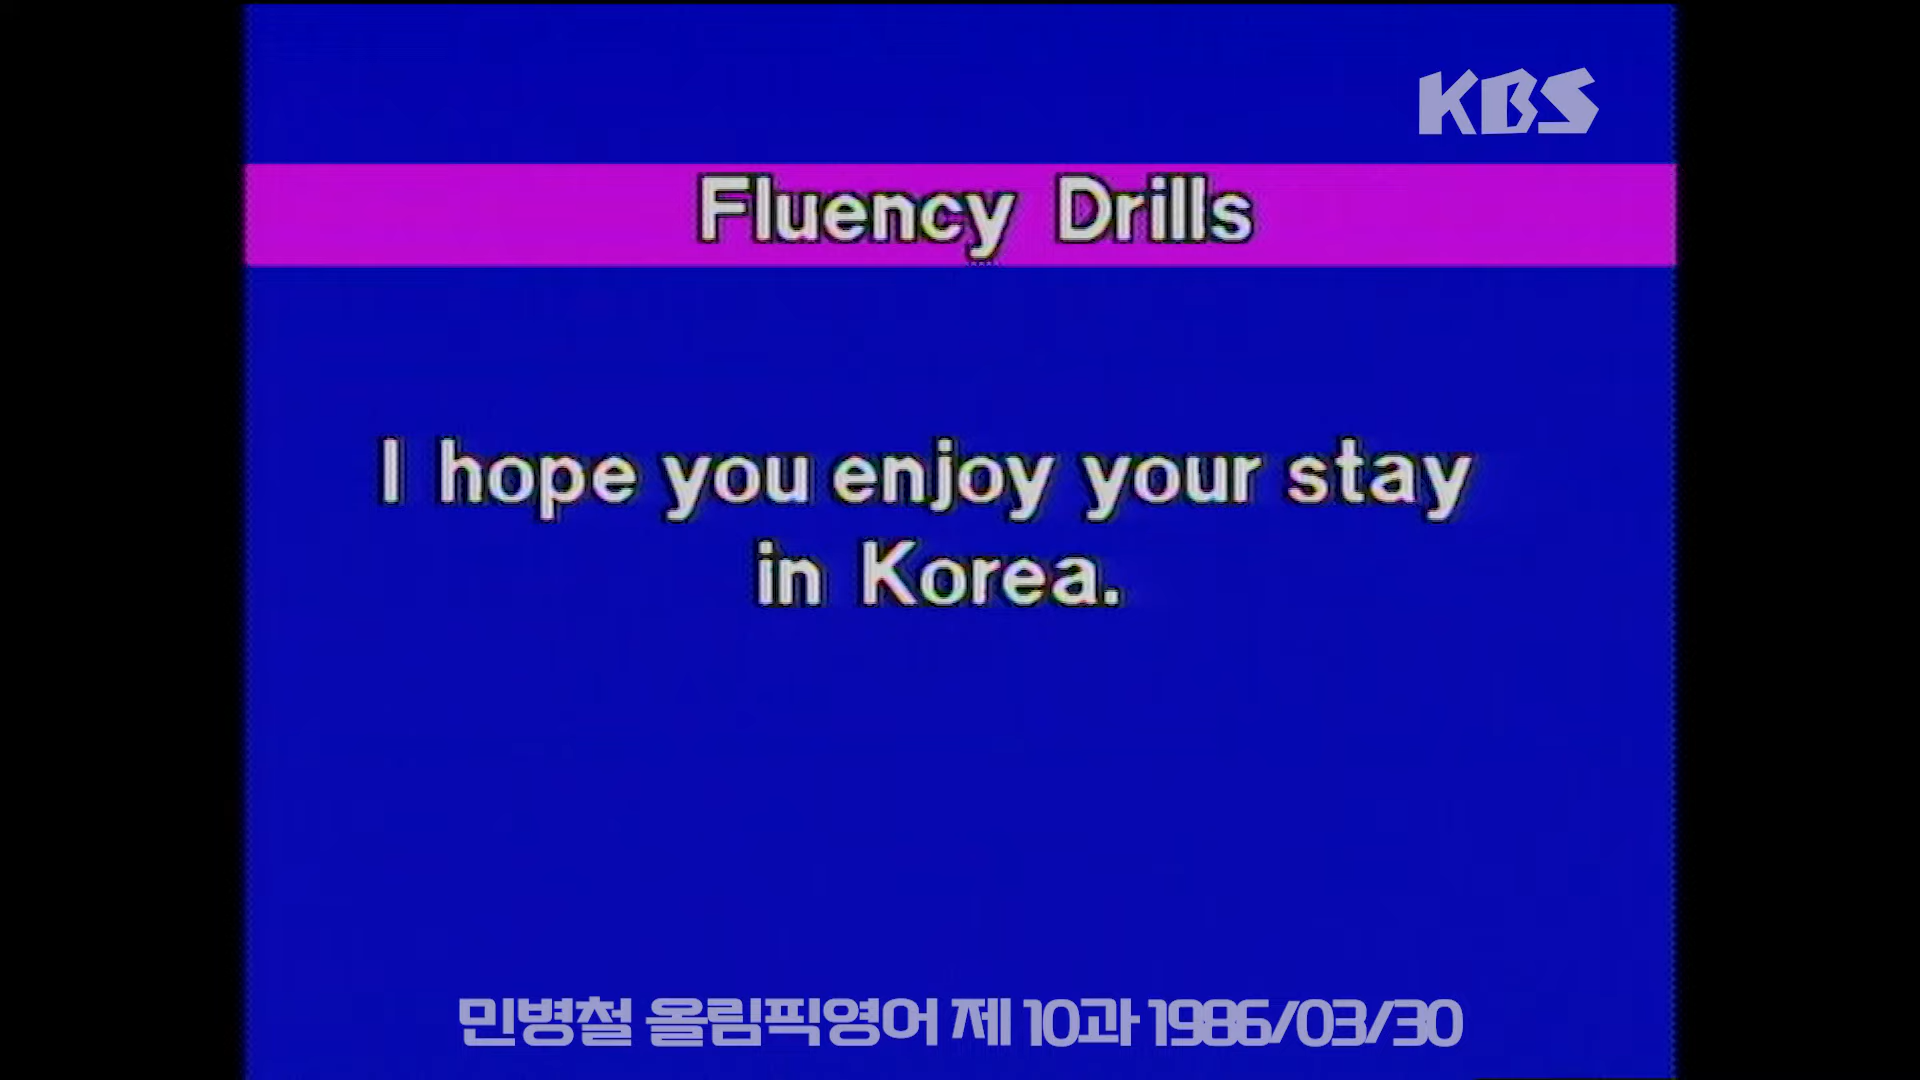 KBS
Fluency Drills
I hope you enjoy your stay
in Korea.
민병철 올림픽영어 제 10과 1986/03/30